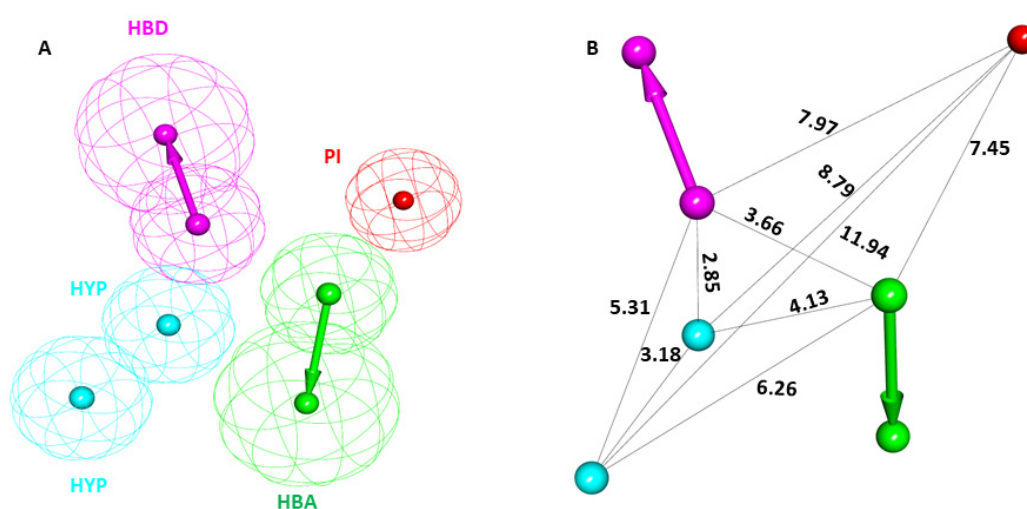 A
HBD
PI
HYP
HYP
HBA
B
7.97
7.45
8.79
3.66
11.94
2.85
5.31
4.13
3.18
6.26